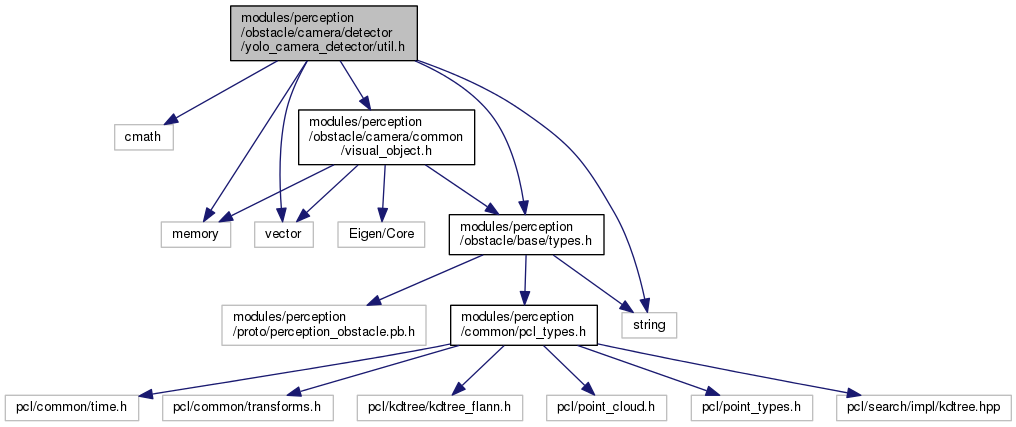 modules/perception
/obstacle/camera/detector
/yolo_camera_detector/util.h
modules/perception
/obstacle/camera/common
/visual_object.h
cmath
memory
vector
Eigen/Core
modules/perception
/obstacle/base/types.h
modules/perception
/proto/perception_obstacle.pb.h
modules/perception
/common/pcl_types.h
string
pcl/common/time.h
pcl/common/transforms.h
pcl/kdtree/kdtree_flann.h
pcl/point_cloud.h
pcl/point_types.h
pcl/search/impl/kdtree.hpp